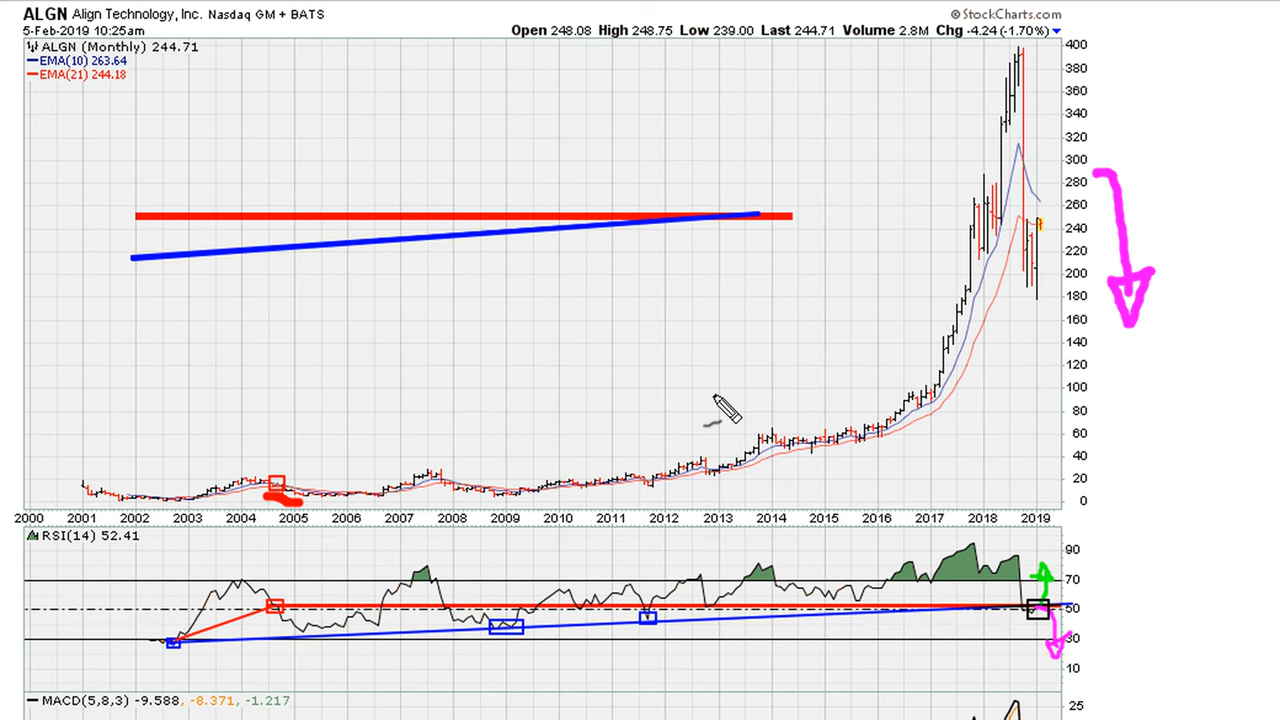 ALGN Align Technology, Inc. Nasdaq GM + BATS
© StockCharts.com
5-Feb-2019 10:25am
Open 248.08 High 248.75 Low 239.00 Last 244.71 Volume 2.8M Chg -4.24 (-1.70%)
ALGN (Monthly) 244.71
EMA(10) 263.64
EMA(21) 244.18
400
380
360
340
320
300
280
260
240
220
200
180
160
140
120
100
80
60
40
20
0
2000 2001 2002 2003 2004 2005 2006 2007 2008 2009 2010 2011 2012 2013 2014 2015 2016 2017 2018 2019
RSI(14) 52.41
90
70
50
30
10
MACD(5,8,3) -9.588, -8.371, -1.217
25